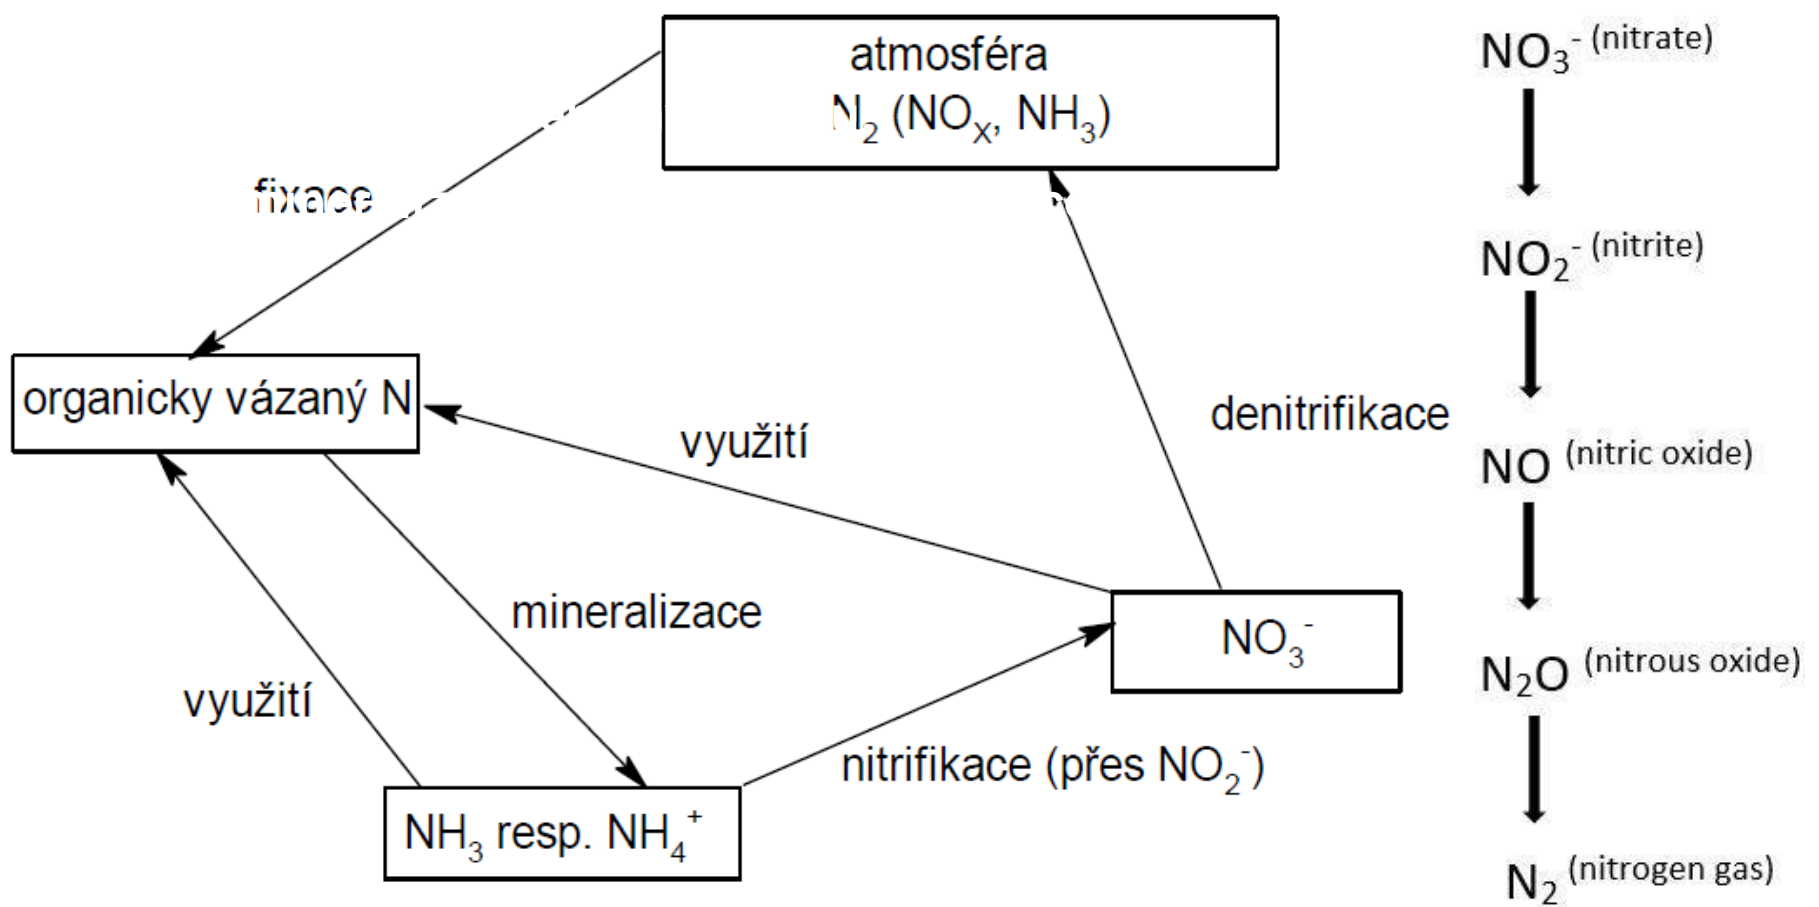 atmosféra
N₂ (NOₓ, NH₃)
fixace
organicky vázaný N
využití
denitrifikace
mineralizace
NO₃⁻
využití
nitrifikace (přes NO₂⁻)
NH₃ resp. NH₄⁺
NO₃⁻ (nitrate)
NO₂⁻ (nitrite)
NO (nitric oxide)
N₂O (nitrous oxide)
N₂ (nitrogen gas)